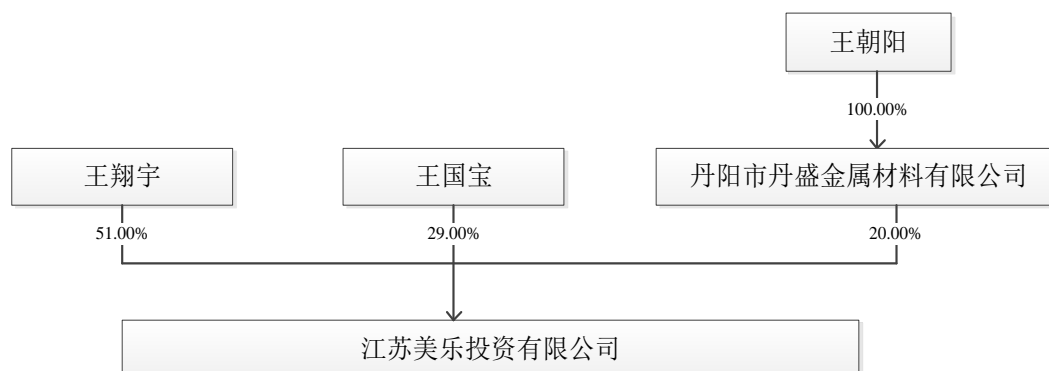 王朝阳
100.00%
王翔宇
王国宝
丹阳市丹盛金属材料有限公司
51.00%
29.00%
20.00%
江苏美乐投资有限公司